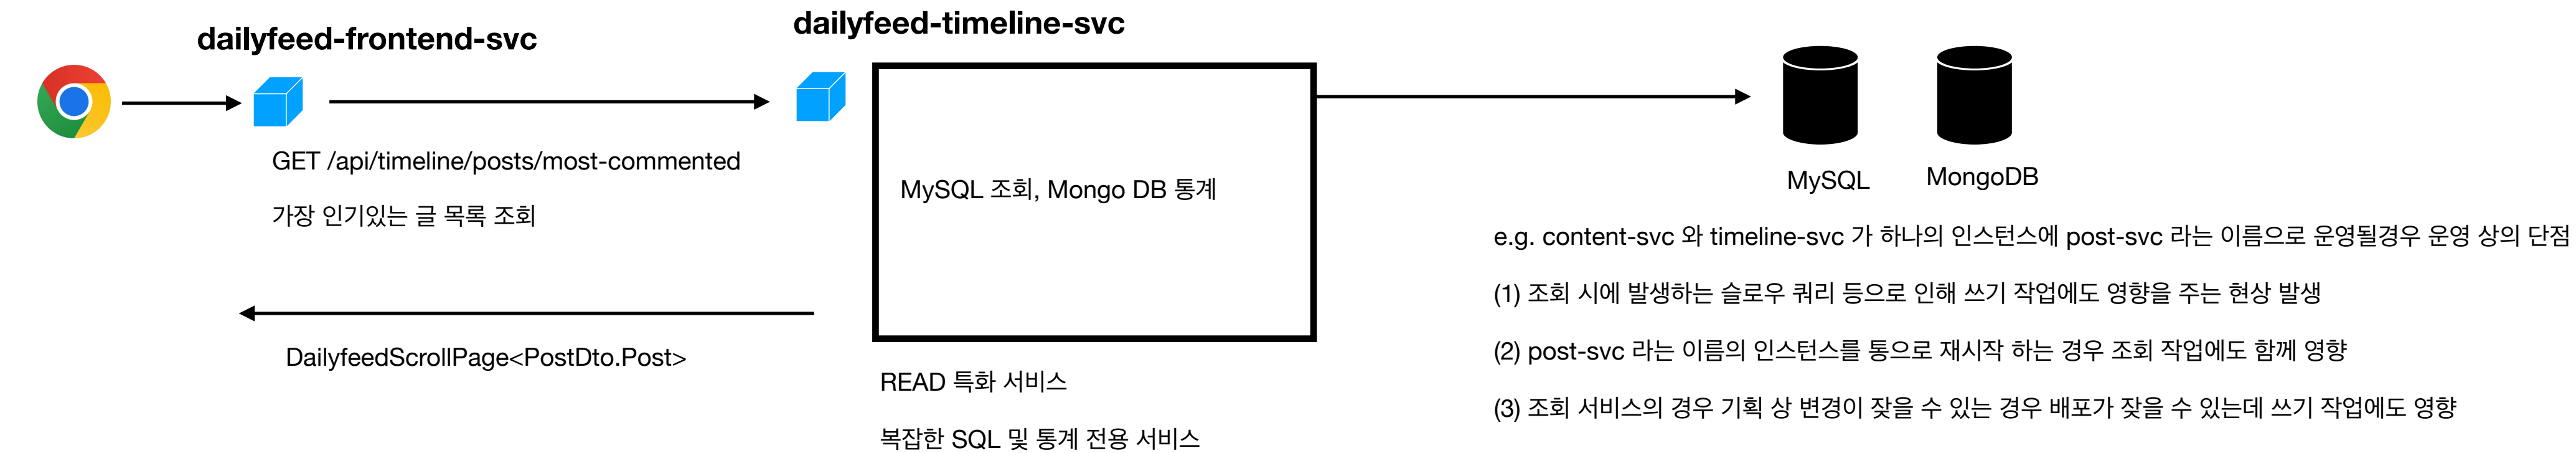 dailyfeed-frontend-svc
dailyfeed-timeline-svc
GET /api/timeline/posts/most-commented
가장 인기있는 글 목록 조회
DailyfeedScrollPage<PostDto.Post>
MySQL 조회, Mongo DB 통계
READ 특화 서비스
복잡한 SQL 및 통계 전용 서비스
MySQL
MongoDB
e.g. content-svc 와 timeline-svc 가 하나의 인스턴스에 post-svc 라는 이름으로 운영될경우 운영 상의 단점
(1) 조회 시에 발생하는 슬로우 쿼리 등으로 인해 쓰기 작업에도 영향을 주는 현상 발생
(2) post-svc 라는 이름의 인스턴스를 통으로 재시작 하는 경우 조회 작업에도 함께 영향
(3) 조회 서비스의 경우 기획 상 변경이 잦을 수 있는 경우 배포가 잦을 수 있는데 쓰기 작업에도 영향